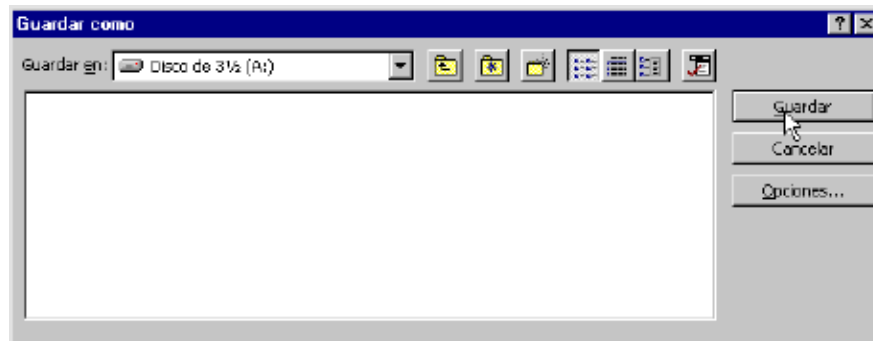 Guardar como
Guardar en: Disco de 3½ (A:)
Guardar
Cancelar
Opciones...